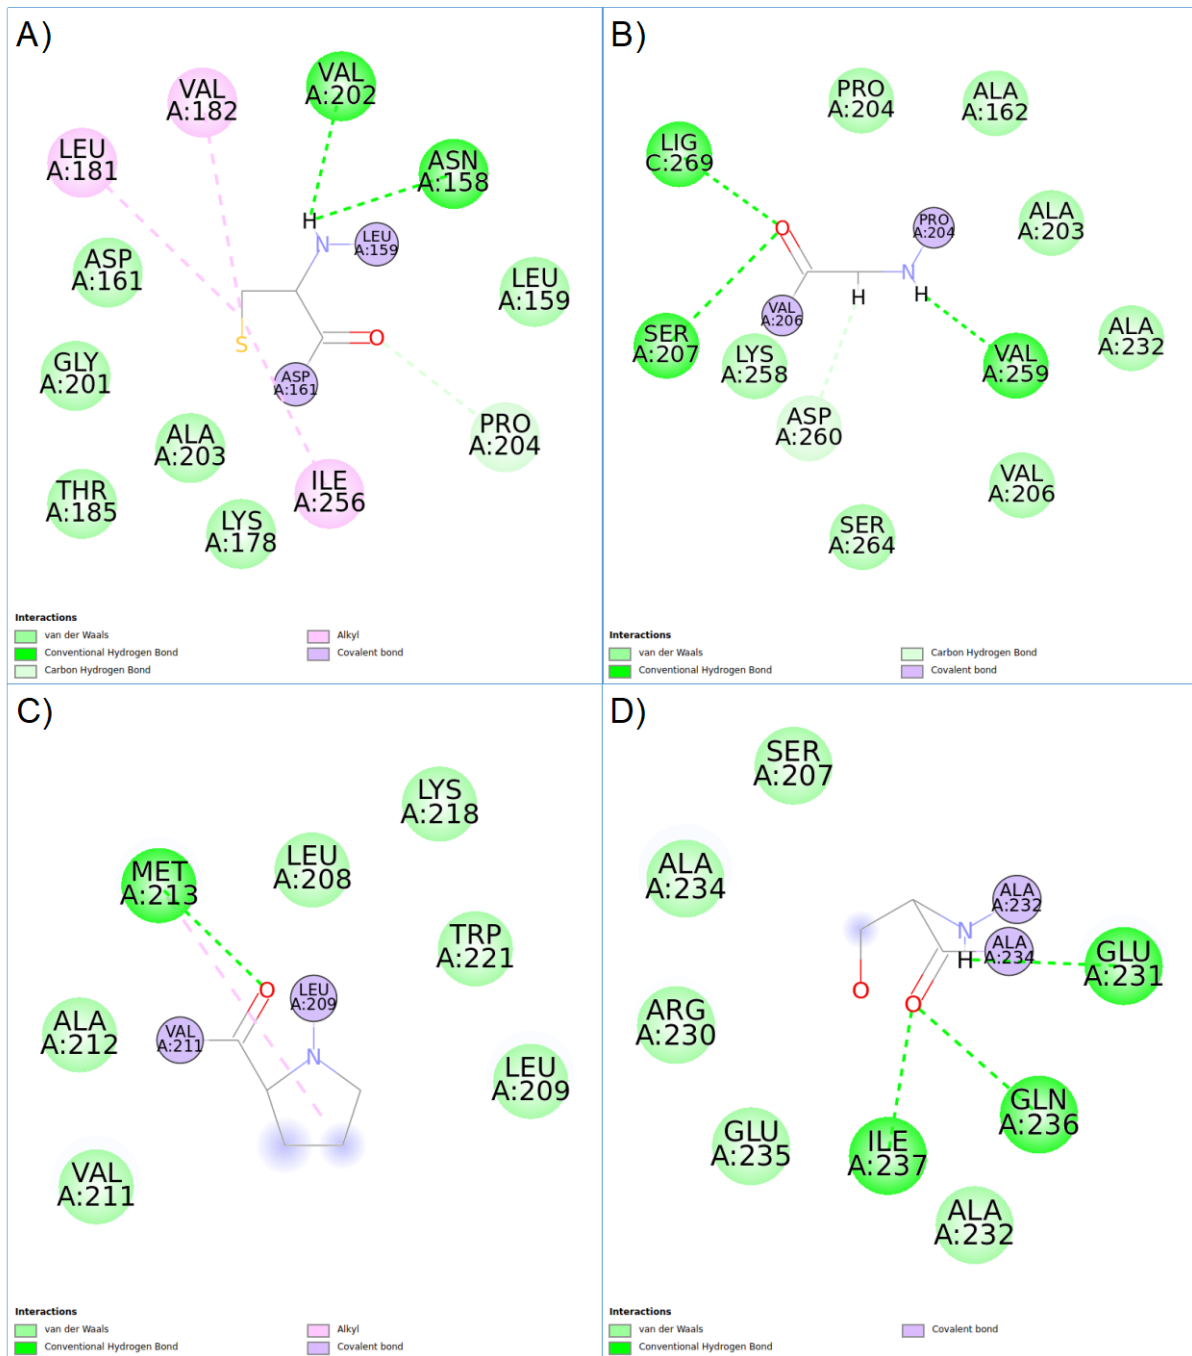 A)
VAL
A:182
VAL
A:202
LEU
A:181
ASN
A:158
H
N
LEU
A:159
ASP
A:161
LEU
A:159
S
O
GLY
A:201
ASP
A:161
PRO
A:204
ALA
A:203
ILE
A:256
THR
A:185
LYS
A:178
Interactions
van der Waals
Conventional Hydrogen Bond
Carbon Hydrogen Bond
Alkyl
Covalent bond
B)
PRO
A:204
ALA
A:162
LIG
C:269
PRO
A:204
ALA
A:203
O
N
H
H
VAL
A:206
SER
A:207
LYS
A:258
ALA
A:232
VAL
A:259
ASP
A:260
VAL
A:206
SER
A:264
Interactions
van der Waals
Conventional Hydrogen Bond
Carbon Hydrogen Bond
Covalent bond
C)
LYS
A:218
MET
A:213
LEU
A:208
TRP
A:221
O
LEU
A:209
ALA
A:212
VAL
A:211
N
LEU
A:209
VAL
A:211
Interactions
van der Waals
Conventional Hydrogen Bond
Alkyl
Covalent bond
D)
SER
A:207
ALA
A:234
ALA
A:232
N
H
ALA
A:234
GLU
A:231
O
O
ARG
A:230
GLN
A:236
GLU
A:235
ILE
A:237
ALA
A:232
Interactions
van der Waals
Conventional Hydrogen Bond
Covalent bond